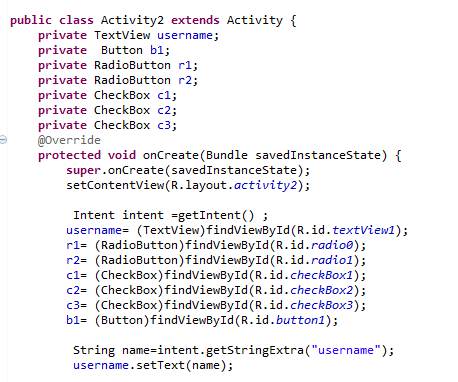 public class Activity2 extends Activity {
    private TextView username;
    private  Button b1;
    private RadioButton r1;
    private RadioButton r2;
    private CheckBox c1;
    private CheckBox c2;
    private CheckBox c3;
    @Override
    protected void onCreate(Bundle savedInstanceState) {
        super.onCreate(savedInstanceState);
        setContentView(R.layout.activity2);
         Intent intent =getIntent() ;
        username= (TextView)findViewById(R.id.textView1);
        r1= (RadioButton)findViewById(R.id.radio0);
        r2= (RadioButton)findViewById(R.id.radio1);
        c1= (CheckBox)findViewById(R.id.checkBox1);
        c2= (CheckBox)findViewById(R.id.checkBox2);
        c3= (CheckBox)findViewById(R.id.checkBox3);
        b1= (Button)findViewById(R.id.button1);
         String name=intent.getStringExtra("username");
         username.setText(name);